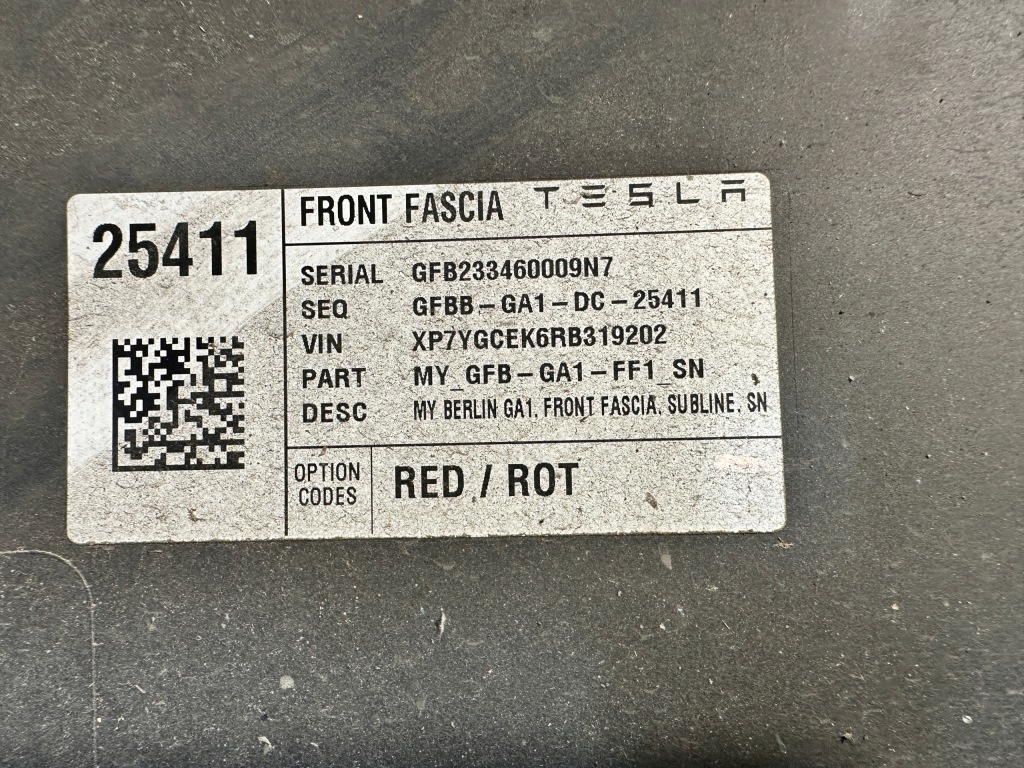 25411
FRONT FASCIA TESLA
SERIAL GFB233460009N7
SEQ GFBB-GA1-DC-25411
VIN XP7YGCEK6RB319202
PART MY_GFB-GA1-FF1_SN
DESC MY BERLIN GA1, FRONT FASCIA, SUBLINE, SN
OPTION CODES RED / ROT